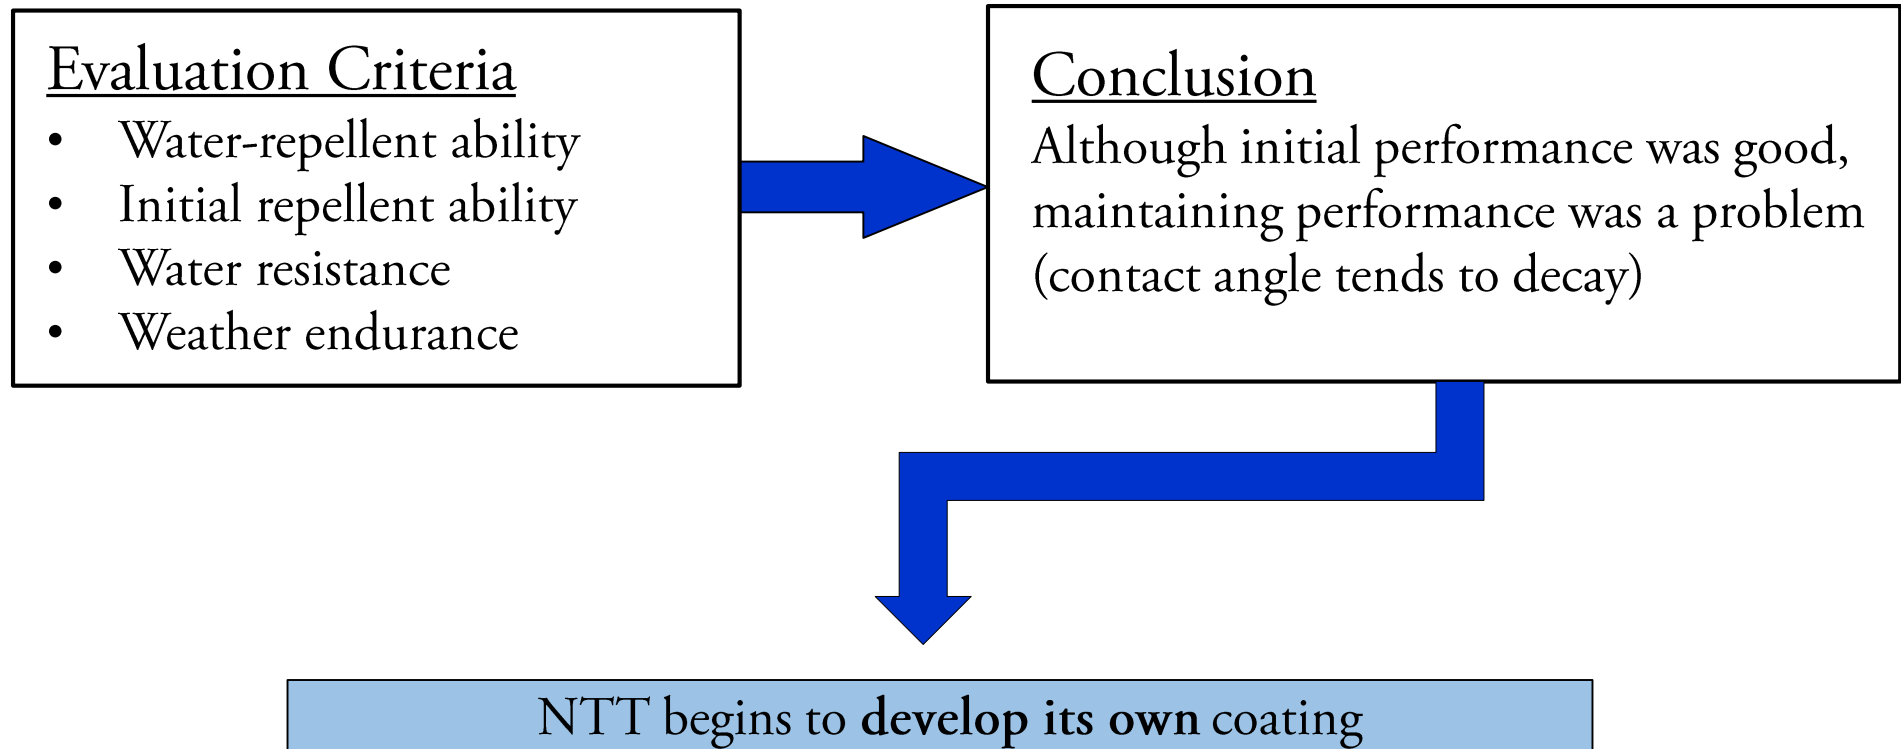 Evaluation Criteria
• Water-repellent ability
• Initial repellent ability
• Water resistance
• Weather endurance
Conclusion
Although initial performance was good,
maintaining performance was a problem
(contact angle tends to decay)
NTT begins to develop its own coating